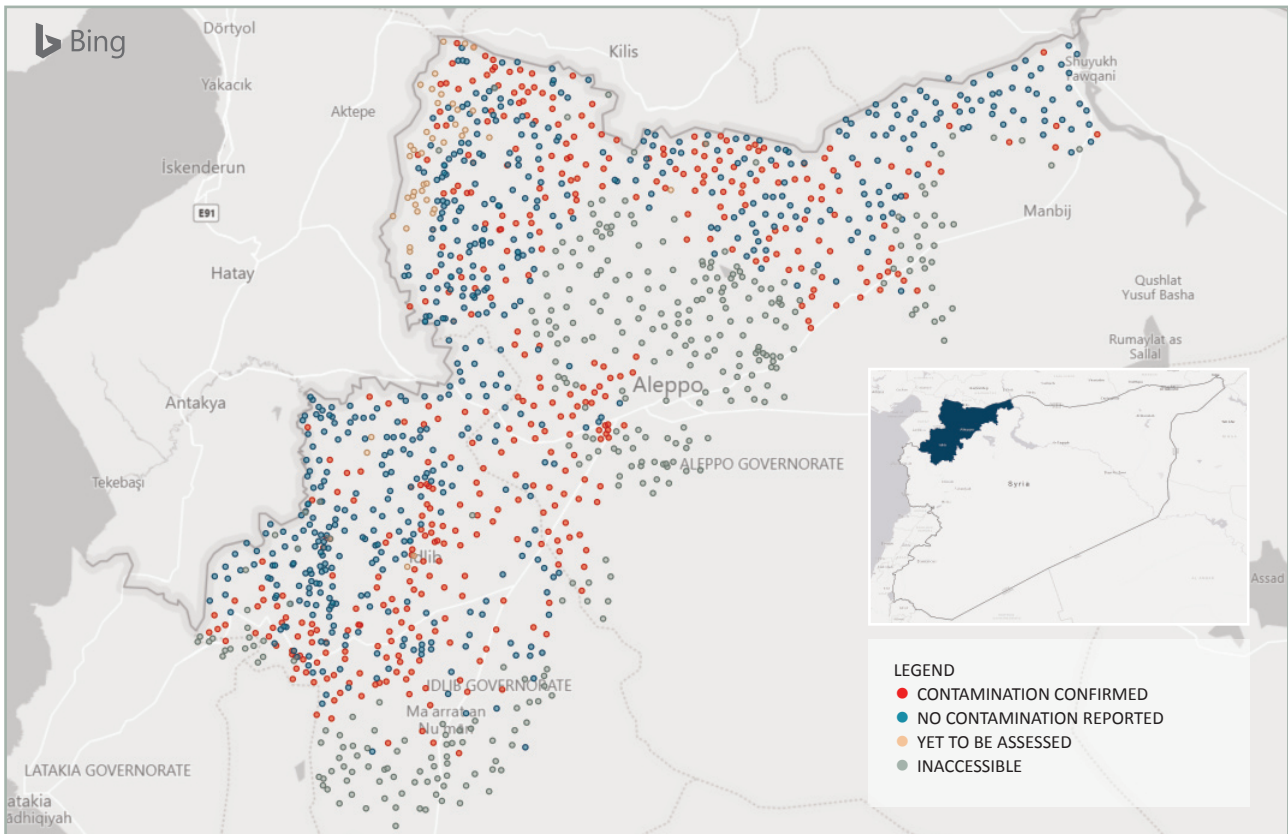 Bing
Dörtyol
Kilis
Yakacık
Aktepe
Shuyukh
Fawqani
İskenderun
E91
Manbij
Hatay
Qushlat
Yusuf Basha
Rumaylat as
Sallal
Aleppo
Antakya
ALEPPO GOVERNORATE
Tekebaşı
Syria
Idlib
Assad
IDLIB GOVERNORATE
Ma'arrat an
Nu'man
LATAKIA GOVERNORATE
atakia
adhiqiyah
LEGEND
CONTAMINATION CONFIRMED
NO CONTAMINATION REPORTED
YET TO BE ASSESSED
INACCESSIBLE